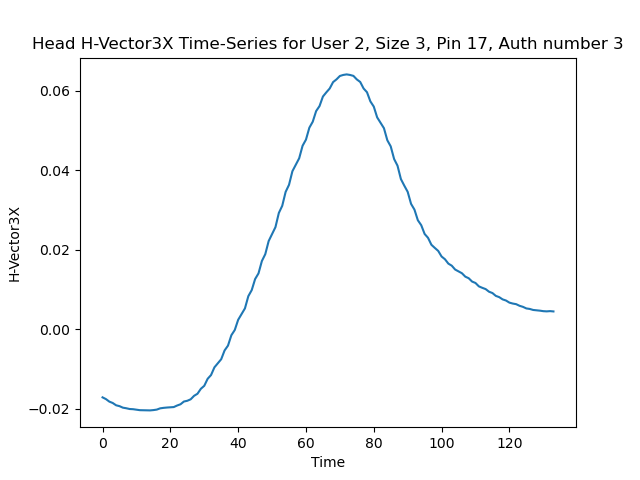 Head H-Vector3X Time-Series for User 2, Size 3, Pin 17, Auth number 3
H-Vector3X
0.06
0.04
0.02
0.00
−0.02
0 20 40 60 80 100 120
Time